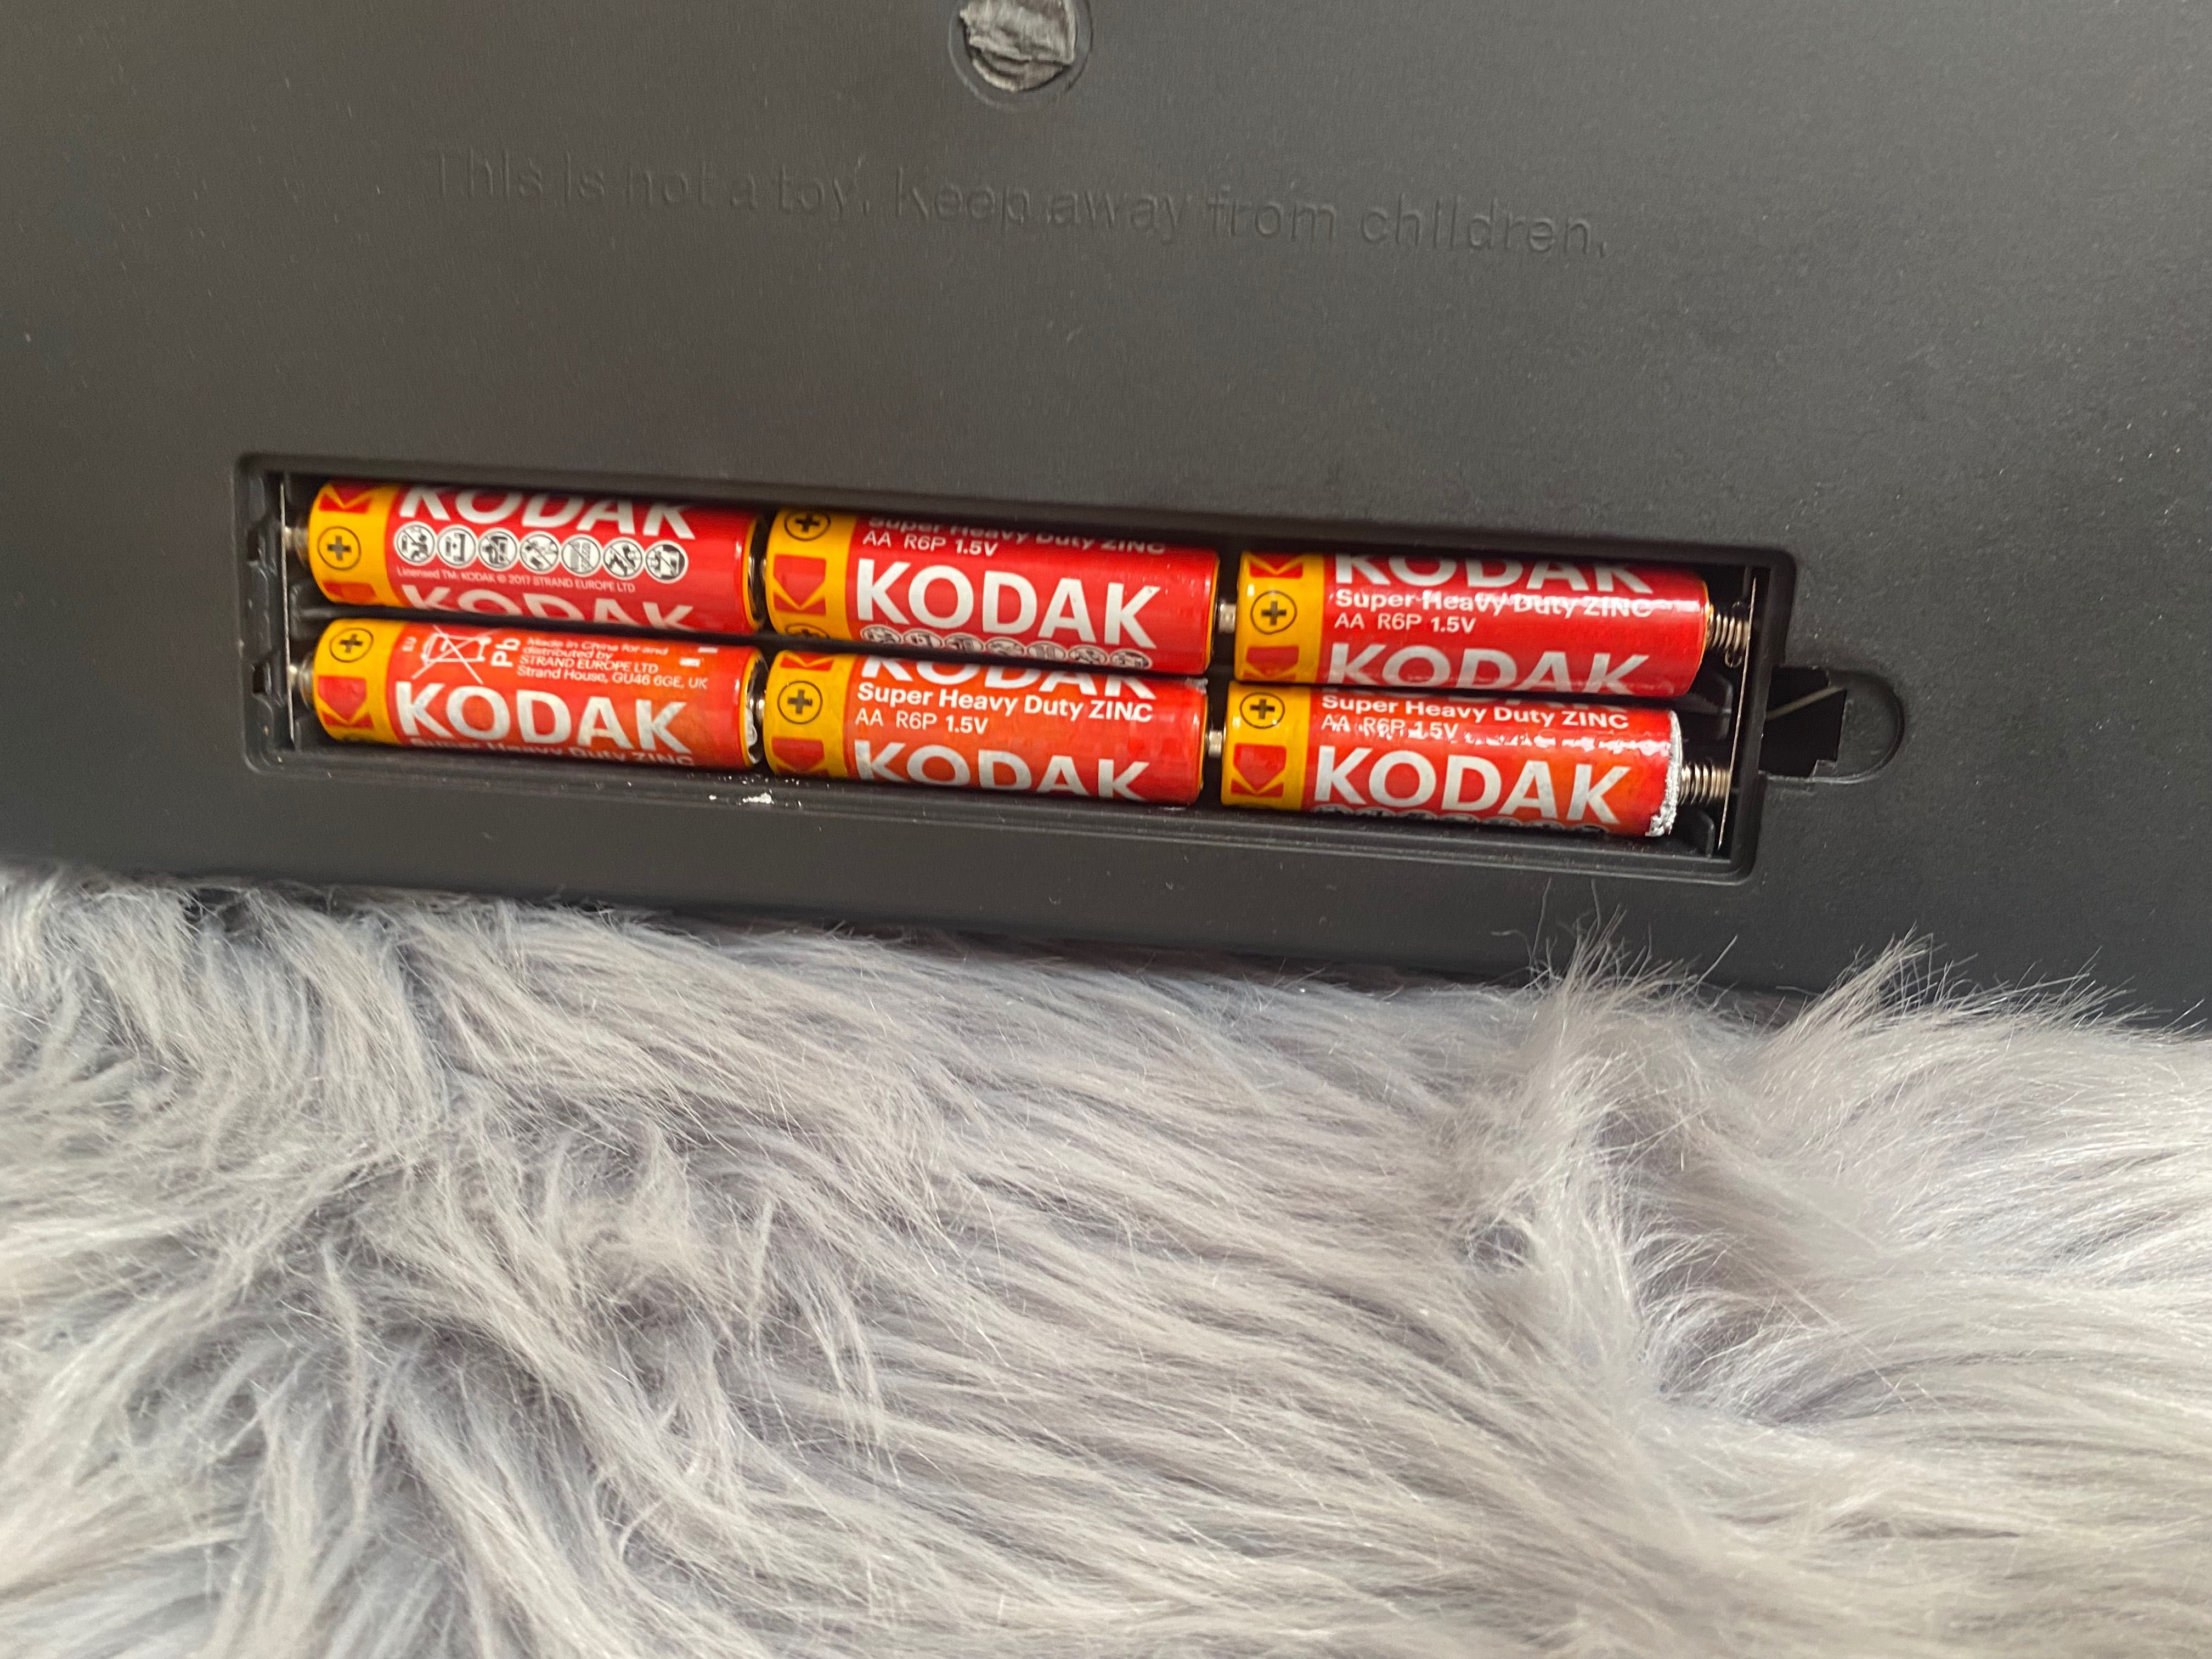 This is not a toy. Keep away from children.
KODAK
+
Licensed TM: KODAK © 2017 STRAND EUROPE LTD
KODAK
+
Super Heavy Duty ZINC
AA R6P 1.5V
KODAK
+
KODAK
Super Heavy Duty ZINC
AA R6P 1.5V
KODAK
+
Pb
Made in China for and
distributed by
STRAND EUROPE LTD
Strand House, GU46 6GE, UK
KODAK
Super Heavy Duty ZINC
+
KODAK
Super Heavy Duty ZINC
AA R6P 1.5V
KODAK
+
Super Heavy Duty ZINC
AA R6P 1.5V
KODAK